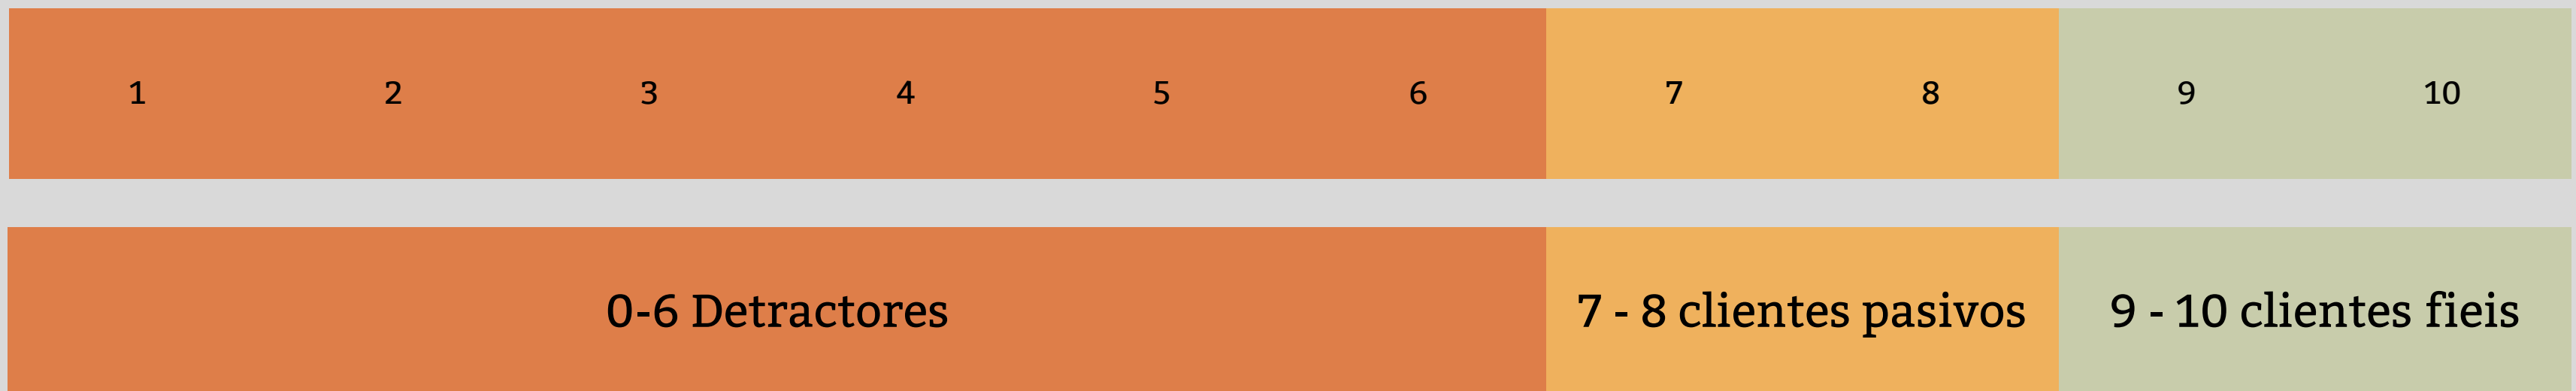 1 2 3 4 5 6 7 8 9 10
0-6 Detractores 7 - 8 clientes pasivos 9 - 10 clientes fieis